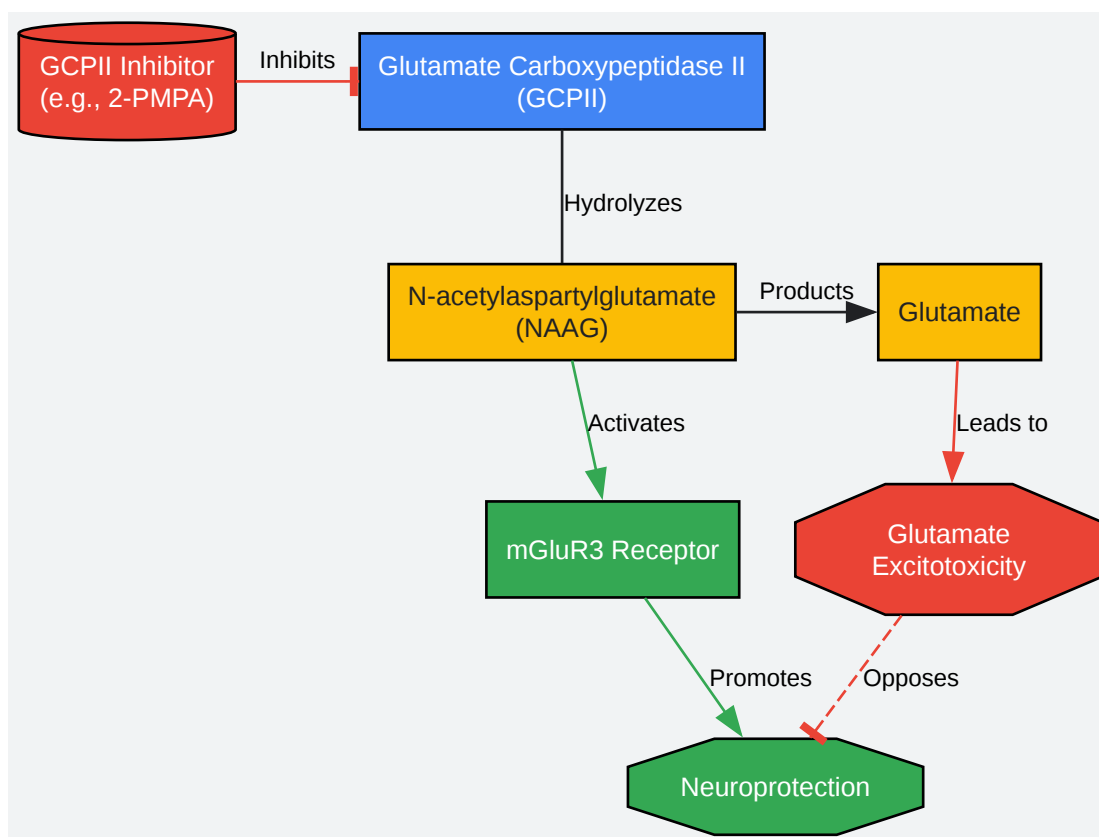 GCPII Inhibitor
(e.g., 2-PMPA)
Inhibits
Glutamate Carboxypeptidase II
(GCPII)
Hydrolyzes
N-acetylaspartylglutamate
(NAAG)
Products
Glutamate
Activates
Leads to
mGluR3 Receptor
Glutamate
Excitotoxicity
Promotes
Opposes
Neuroprotection